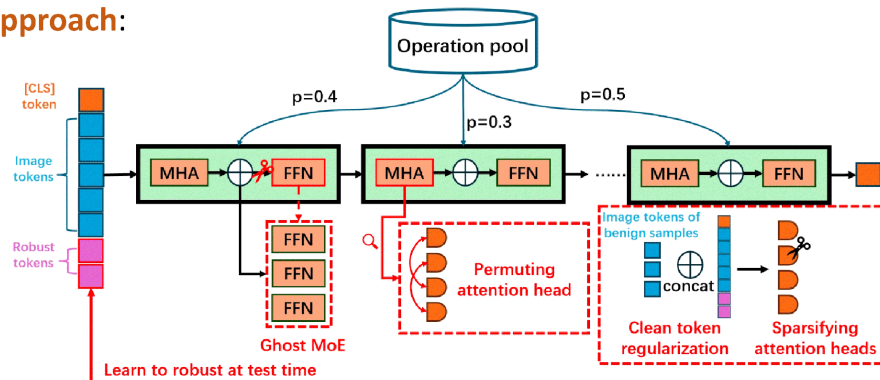 pproach:
Operation pool
[CLS]
token
p=0.4
p=0.3
p=0.5
Image
tokens
MHA
FFN
MHA
FFN
......
MHA
FFN
Robust
tokens
FFN
FFN
FFN
Ghost MoE
Permuting
attention head
Image tokens of
benign samples
concat
Clean token
regularization
Sparsifying
attention heads
Learn to robust at test time